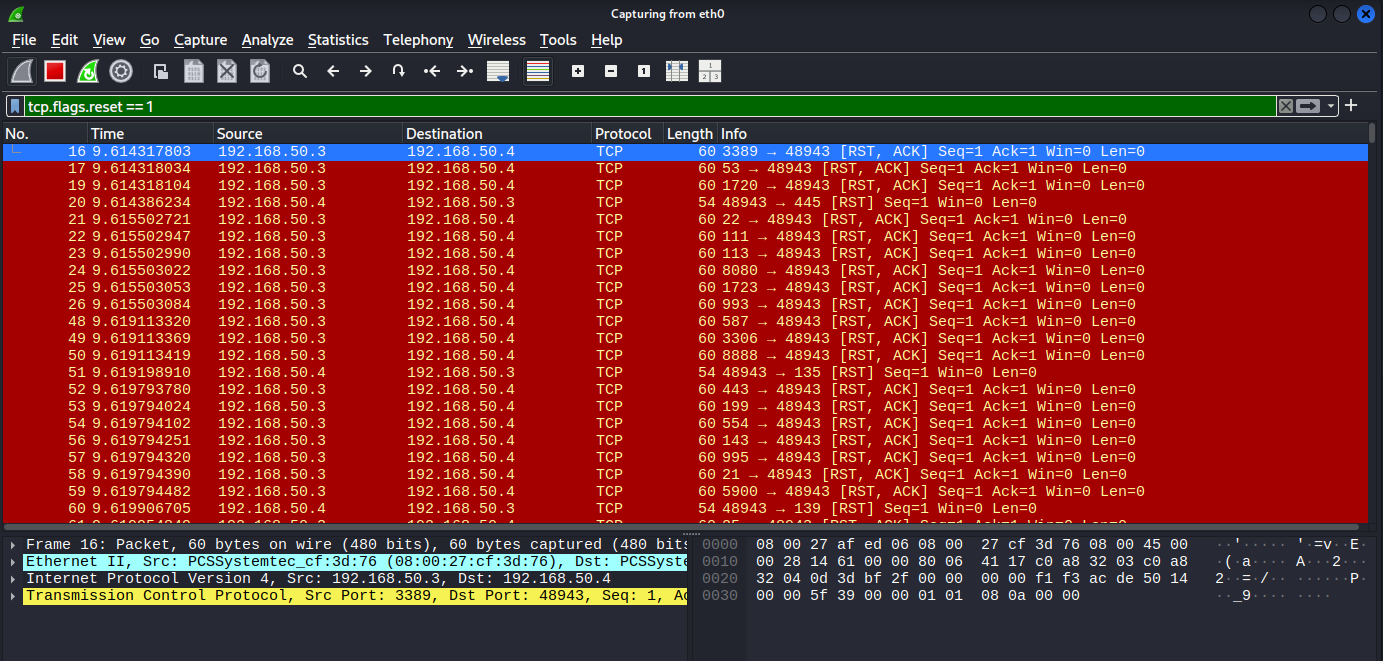 Capturing from eth0
File Edit View Go Capture Analyze Statistics Telephony Wireless Tools Help
tcp.flags.reset == 1
No. Time Source Destination Protocol Length Info
16 9.614317803 192.168.50.3 192.168.50.4 TCP 60 3389 → 48943 [RST, ACK] Seq=1 Ack=1 Win=0 Len=0
17 9.614318034 192.168.50.3 192.168.50.4 TCP 60 53 → 48943 [RST, ACK] Seq=1 Ack=1 Win=0 Len=0
19 9.614318104 192.168.50.3 192.168.50.4 TCP 60 1720 → 48943 [RST, ACK] Seq=1 Ack=1 Win=0 Len=0
20 9.614386234 192.168.50.4 192.168.50.3 TCP 54 48943 → 445 [RST] Seq=1 Win=0 Len=0
21 9.615502721 192.168.50.3 192.168.50.4 TCP 60 22 → 48943 [RST, ACK] Seq=1 Ack=1 Win=0 Len=0
22 9.615502947 192.168.50.3 192.168.50.4 TCP 60 111 → 48943 [RST, ACK] Seq=1 Ack=1 Win=0 Len=0
23 9.615502990 192.168.50.3 192.168.50.4 TCP 60 113 → 48943 [RST, ACK] Seq=1 Ack=1 Win=0 Len=0
24 9.615503022 192.168.50.3 192.168.50.4 TCP 60 8080 → 48943 [RST, ACK] Seq=1 Ack=1 Win=0 Len=0
25 9.615503053 192.168.50.3 192.168.50.4 TCP 60 1723 → 48943 [RST, ACK] Seq=1 Ack=1 Win=0 Len=0
26 9.615503084 192.168.50.3 192.168.50.4 TCP 60 993 → 48943 [RST, ACK] Seq=1 Ack=1 Win=0 Len=0
48 9.619113320 192.168.50.3 192.168.50.4 TCP 60 587 → 48943 [RST, ACK] Seq=1 Ack=1 Win=0 Len=0
49 9.619113369 192.168.50.3 192.168.50.4 TCP 60 3306 → 48943 [RST, ACK] Seq=1 Ack=1 Win=0 Len=0
50 9.619113419 192.168.50.3 192.168.50.4 TCP 60 8888 → 48943 [RST, ACK] Seq=1 Ack=1 Win=0 Len=0
51 9.619198910 192.168.50.4 192.168.50.3 TCP 54 48943 → 135 [RST] Seq=1 Win=0 Len=0
52 9.619793780 192.168.50.3 192.168.50.4 TCP 60 443 → 48943 [RST, ACK] Seq=1 Ack=1 Win=0 Len=0
53 9.619794024 192.168.50.3 192.168.50.4 TCP 60 199 → 48943 [RST, ACK] Seq=1 Ack=1 Win=0 Len=0
54 9.619794102 192.168.50.3 192.168.50.4 TCP 60 554 → 48943 [RST, ACK] Seq=1 Ack=1 Win=0 Len=0
56 9.619794251 192.168.50.3 192.168.50.4 TCP 60 143 → 48943 [RST, ACK] Seq=1 Ack=1 Win=0 Len=0
57 9.619794320 192.168.50.3 192.168.50.4 TCP 60 995 → 48943 [RST, ACK] Seq=1 Ack=1 Win=0 Len=0
58 9.619794390 192.168.50.3 192.168.50.4 TCP 60 21 → 48943 [RST, ACK] Seq=1 Ack=1 Win=0 Len=0
59 9.619794482 192.168.50.3 192.168.50.4 TCP 60 5900 → 48943 [RST, ACK] Seq=1 Ack=1 Win=0 Len=0
60 9.619906705 192.168.50.4 192.168.50.3 TCP 54 48943 → 139 [RST] Seq=1 Win=0 Len=0
Frame 16: Packet, 60 bytes on wire (480 bits), 60 bytes captured (480 bits
Ethernet II, Src: PCSSystemtec_cf:3d:76 (08:00:27:cf:3d:76), Dst: PCSSyste
Internet Protocol Version 4, Src: 192.168.50.3, Dst: 192.168.50.4
Transmission Control Protocol, Src Port: 3389, Dst Port: 48943, Seq: 1, Ac
0000 08 00 27 af ed 06 08 00 27 cf 3d 76 08 00 45 00 ··'·····'·=v··E·
0010 00 28 14 61 00 00 80 06 41 17 c0 a8 32 03 c0 a8 ·(·a····A···2···
0020 32 04 0d 3d bf 2f 00 00 00 00 f1 f3 ac de 50 14 2··=·/········P·
0030 00 00 5f 39 00 00 01 01 08 0a 00 00 ··_9········